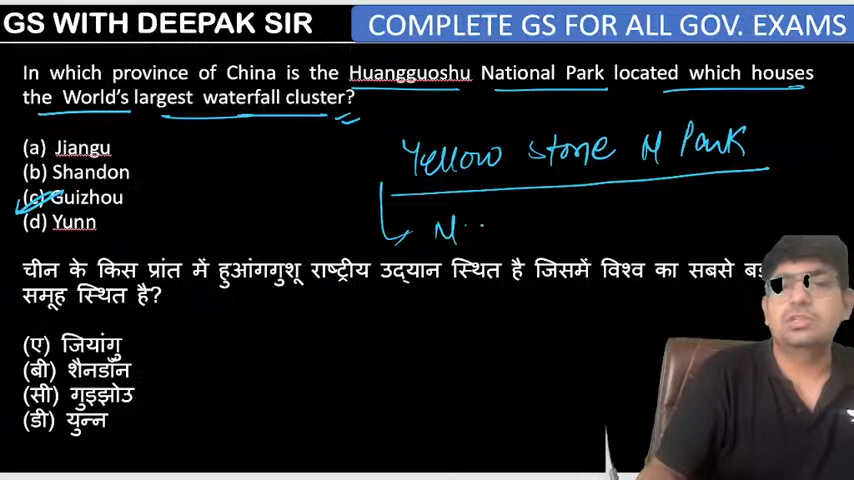 GS WITH DEEPAK SIR
COMPLETE GS FOR ALL GOV. EXAMS
In which province of China is the Huangguoshu National Park located which houses
the World's largest waterfall cluster?
Yellow stone N Park
(a) Jiangu
(b) Shandon
(c) Guizhou
(d) Yunn
N..
चीन के किस प्रांत में हुआंगगुशू राष्ट्रीय उद्यान स्थित है जिसमें विश्व का सबसे
समूह स्थित है?
(ए) जियांगु
(बी) शैनडॉन
(सी) गुइझोउ
(डी) युन्न